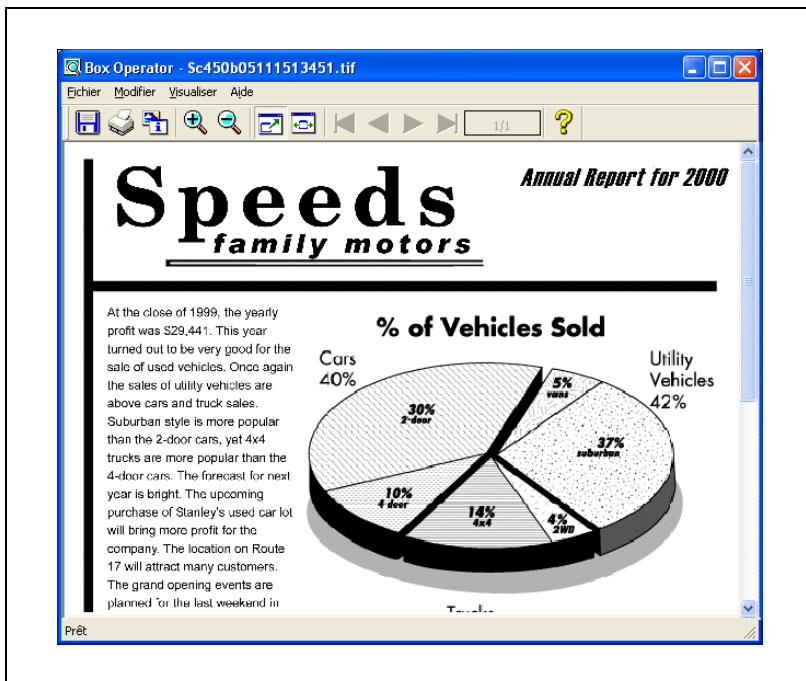 Box Operator - Sc450b05111513451.tif
Fichier Modifier Visualiser Aide
1/1
Speeds
family motors
Annual Report for 2000
At the close of 1999, the yearly
profit was $29,441. This year
turned out to be very good for the
sale of used vehicles. Once again
the sales of utility vehicles are
above cars and truck sales.
Suburban style is more popular
than the 2-door cars, yet 4x4
trucks are more popular than the
4-door cars. The forecast for next
year is bright. The upcoming
purchase of Stanley's used car lot
will bring more profit for the
company. The location on Route
17 will attract many customers.
The grand opening events are
planned for the last weekend in
% of Vehicles Sold
Cars
40%
Utility
Vehicles
42%
5%
vans
30%
2-door
37%
suburban
10%
4 door
14%
4x4
4%
2WD
Trucks
Prêt